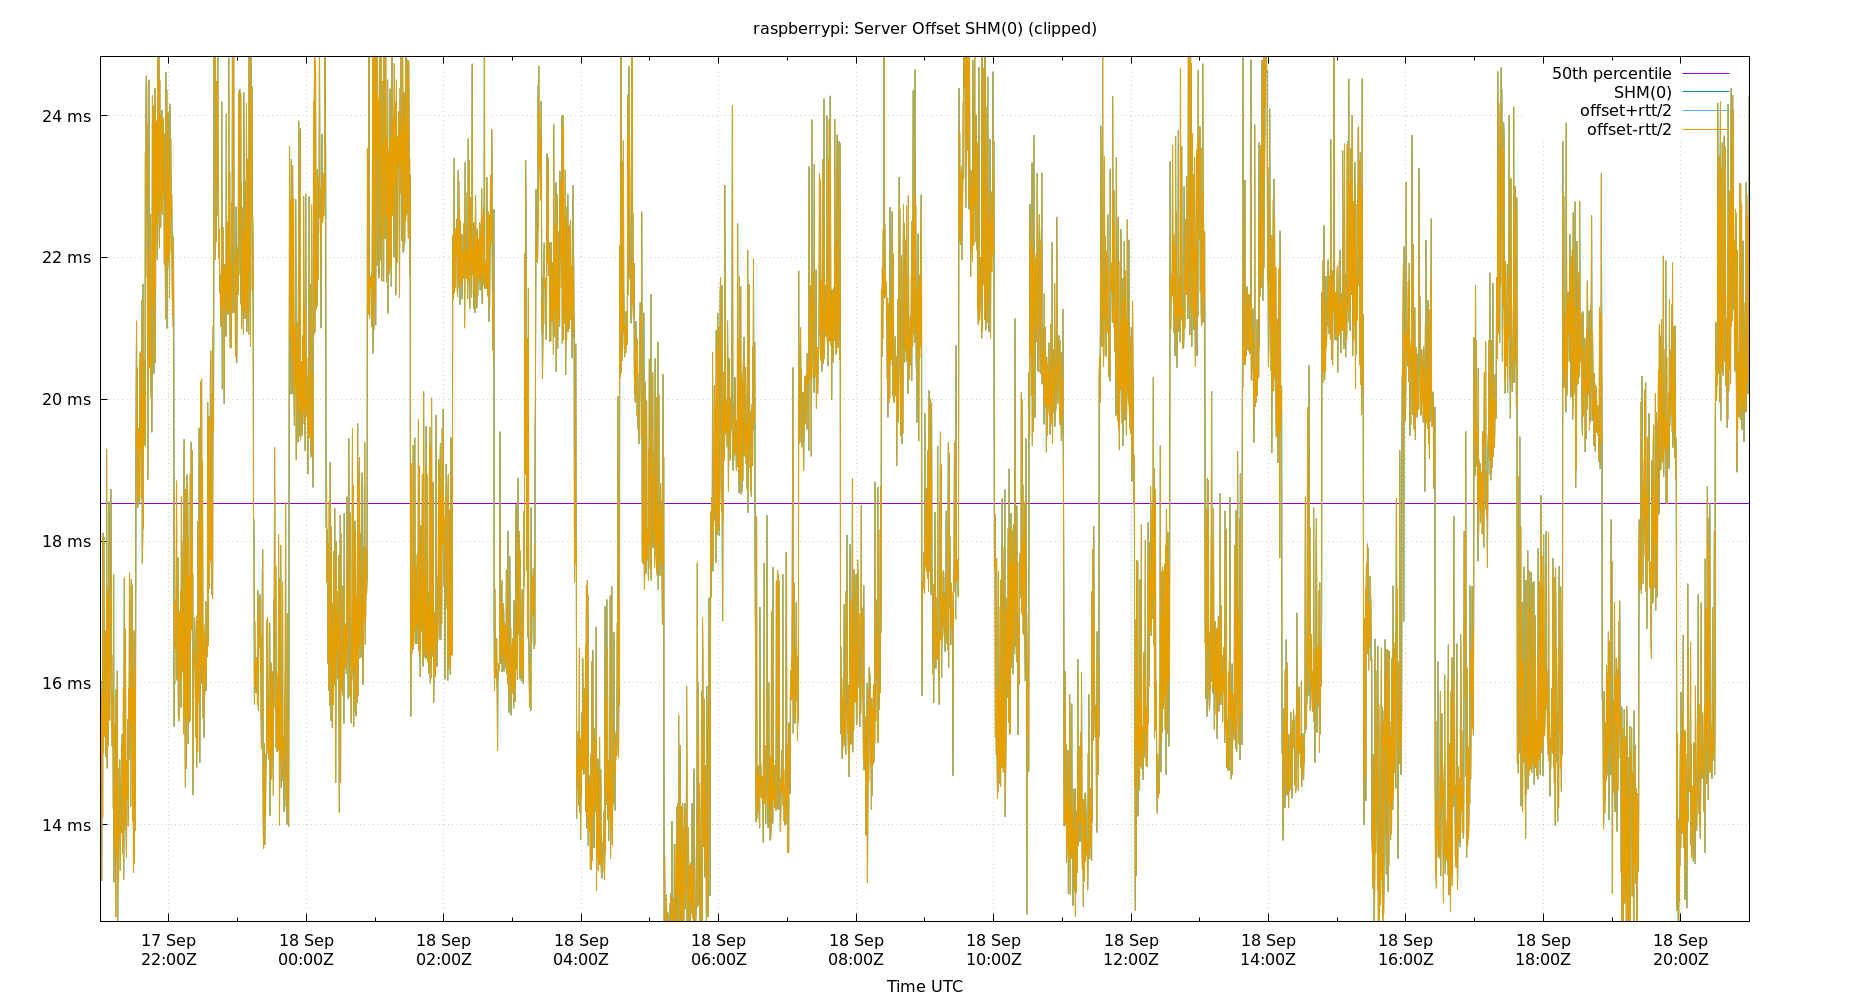 raspberrypi: Server Offset SHM(0) (clipped)
50th percentile
SHM(0)
offset+rtt/2
offset-rtt/2
24 ms
22 ms
20 ms
18 ms
16 ms
14 ms
17 Sep 18 Sep 18 Sep 18 Sep 18 Sep 18 Sep 18 Sep 18 Sep 18 Sep 18 Sep 18 Sep 18 Sep
22:00Z 00:00Z 02:00Z 04:00Z 06:00Z 08:00Z 10:00Z 12:00Z 14:00Z 16:00Z 18:00Z 20:00Z
Time UTC